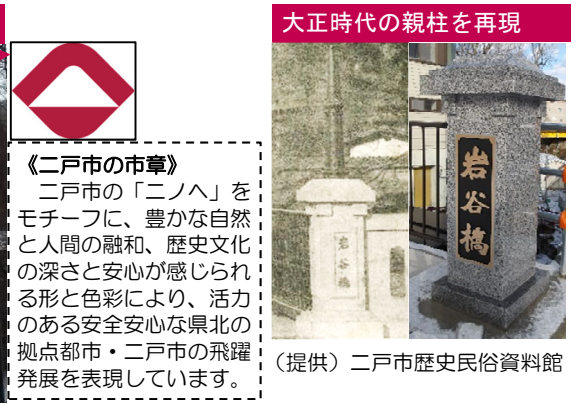 《二戸市の市章》
二戸市の「二ノヘ」を
モチーフに、豊かな自然
と人間の融和、歴史文化
の深さと安心が感じられ
る形と色彩により、活力
のある安全安心な県北の
拠点都市・二戸市の飛躍
発展を表現しています。
大正時代の親柱を再現
岩谷橋
岩谷橋
（提供）二戸市歴史民俗資料館